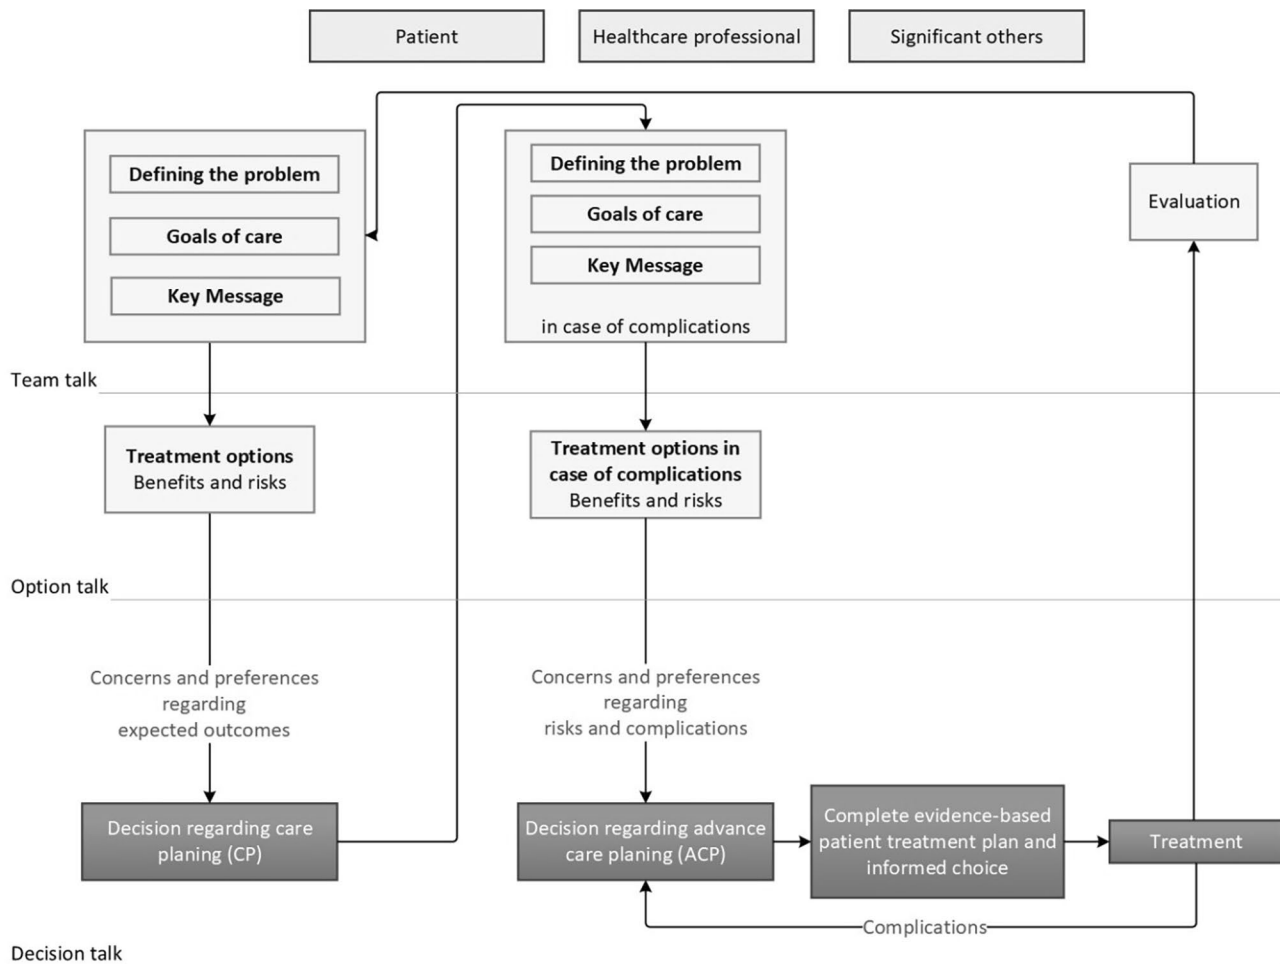 Patient
Healthcare professional
Significant others
Defining the problem
Goals of care
Key Message
Defining the problem
Goals of care
Key Message
in case of complications
Evaluation
Team talk
Treatment options
Benefits and risks
Treatment options in
case of complications
Benefits and risks
Option talk
Concerns and preferences
regarding
expected outcomes
Concerns and preferences
regarding
risks and complications
Decision regarding care
planing (CP)
Decision regarding advance
care planing (ACP)
Complete evidence-based
patient treatment plan and
informed choice
Treatment
Complications
Decision talk